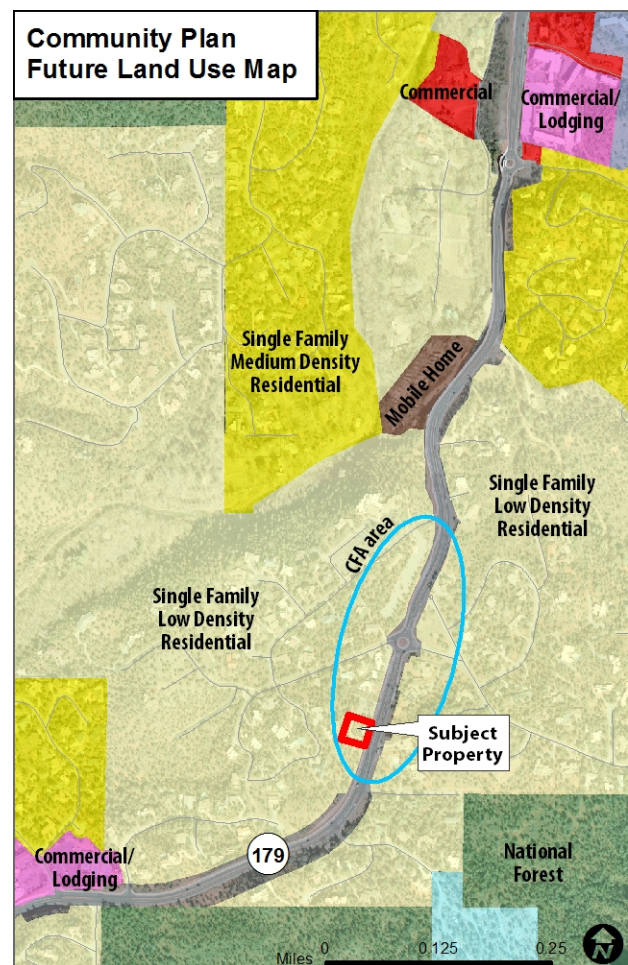 Community Plan
Future Land Use Map
Commercial
Commercial/
Lodging
Single Family
Medium Density
Residential
Mobile Home
Single Family
Low Density
Residential
CFA area
Single Family
Low Density
Residential
Subject
Property
Commercial/
Lodging
179
National
Forest
Miles 0 0.125 0.25
N